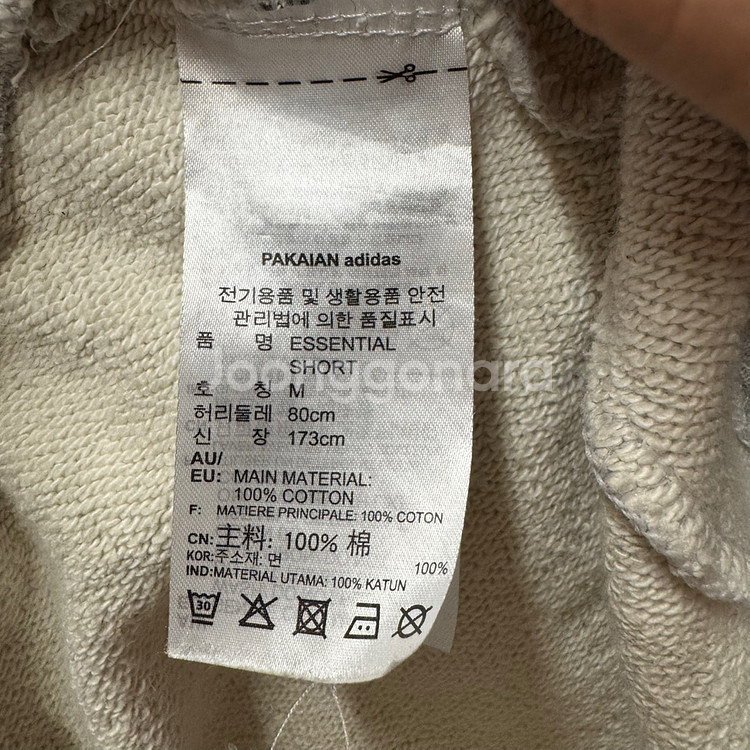 PAKAIAN adidas
전기용품 및 생활용품 안전
관리법에 의한 품질표시
품 명 ESSENTIAL
SHORT
Joonggonara
호 칭 M
허리둘레 80cm
신 장 173cm
AU/
EU: MAIN MATERIAL:
100% COTTON
F: MATIERE PRINCIPALE: 100% COTON
CN: 主料: 100% 棉
KOR: 주소재: 면 100%
IND: MATERIAL UTAMA: 100% KATUN
30